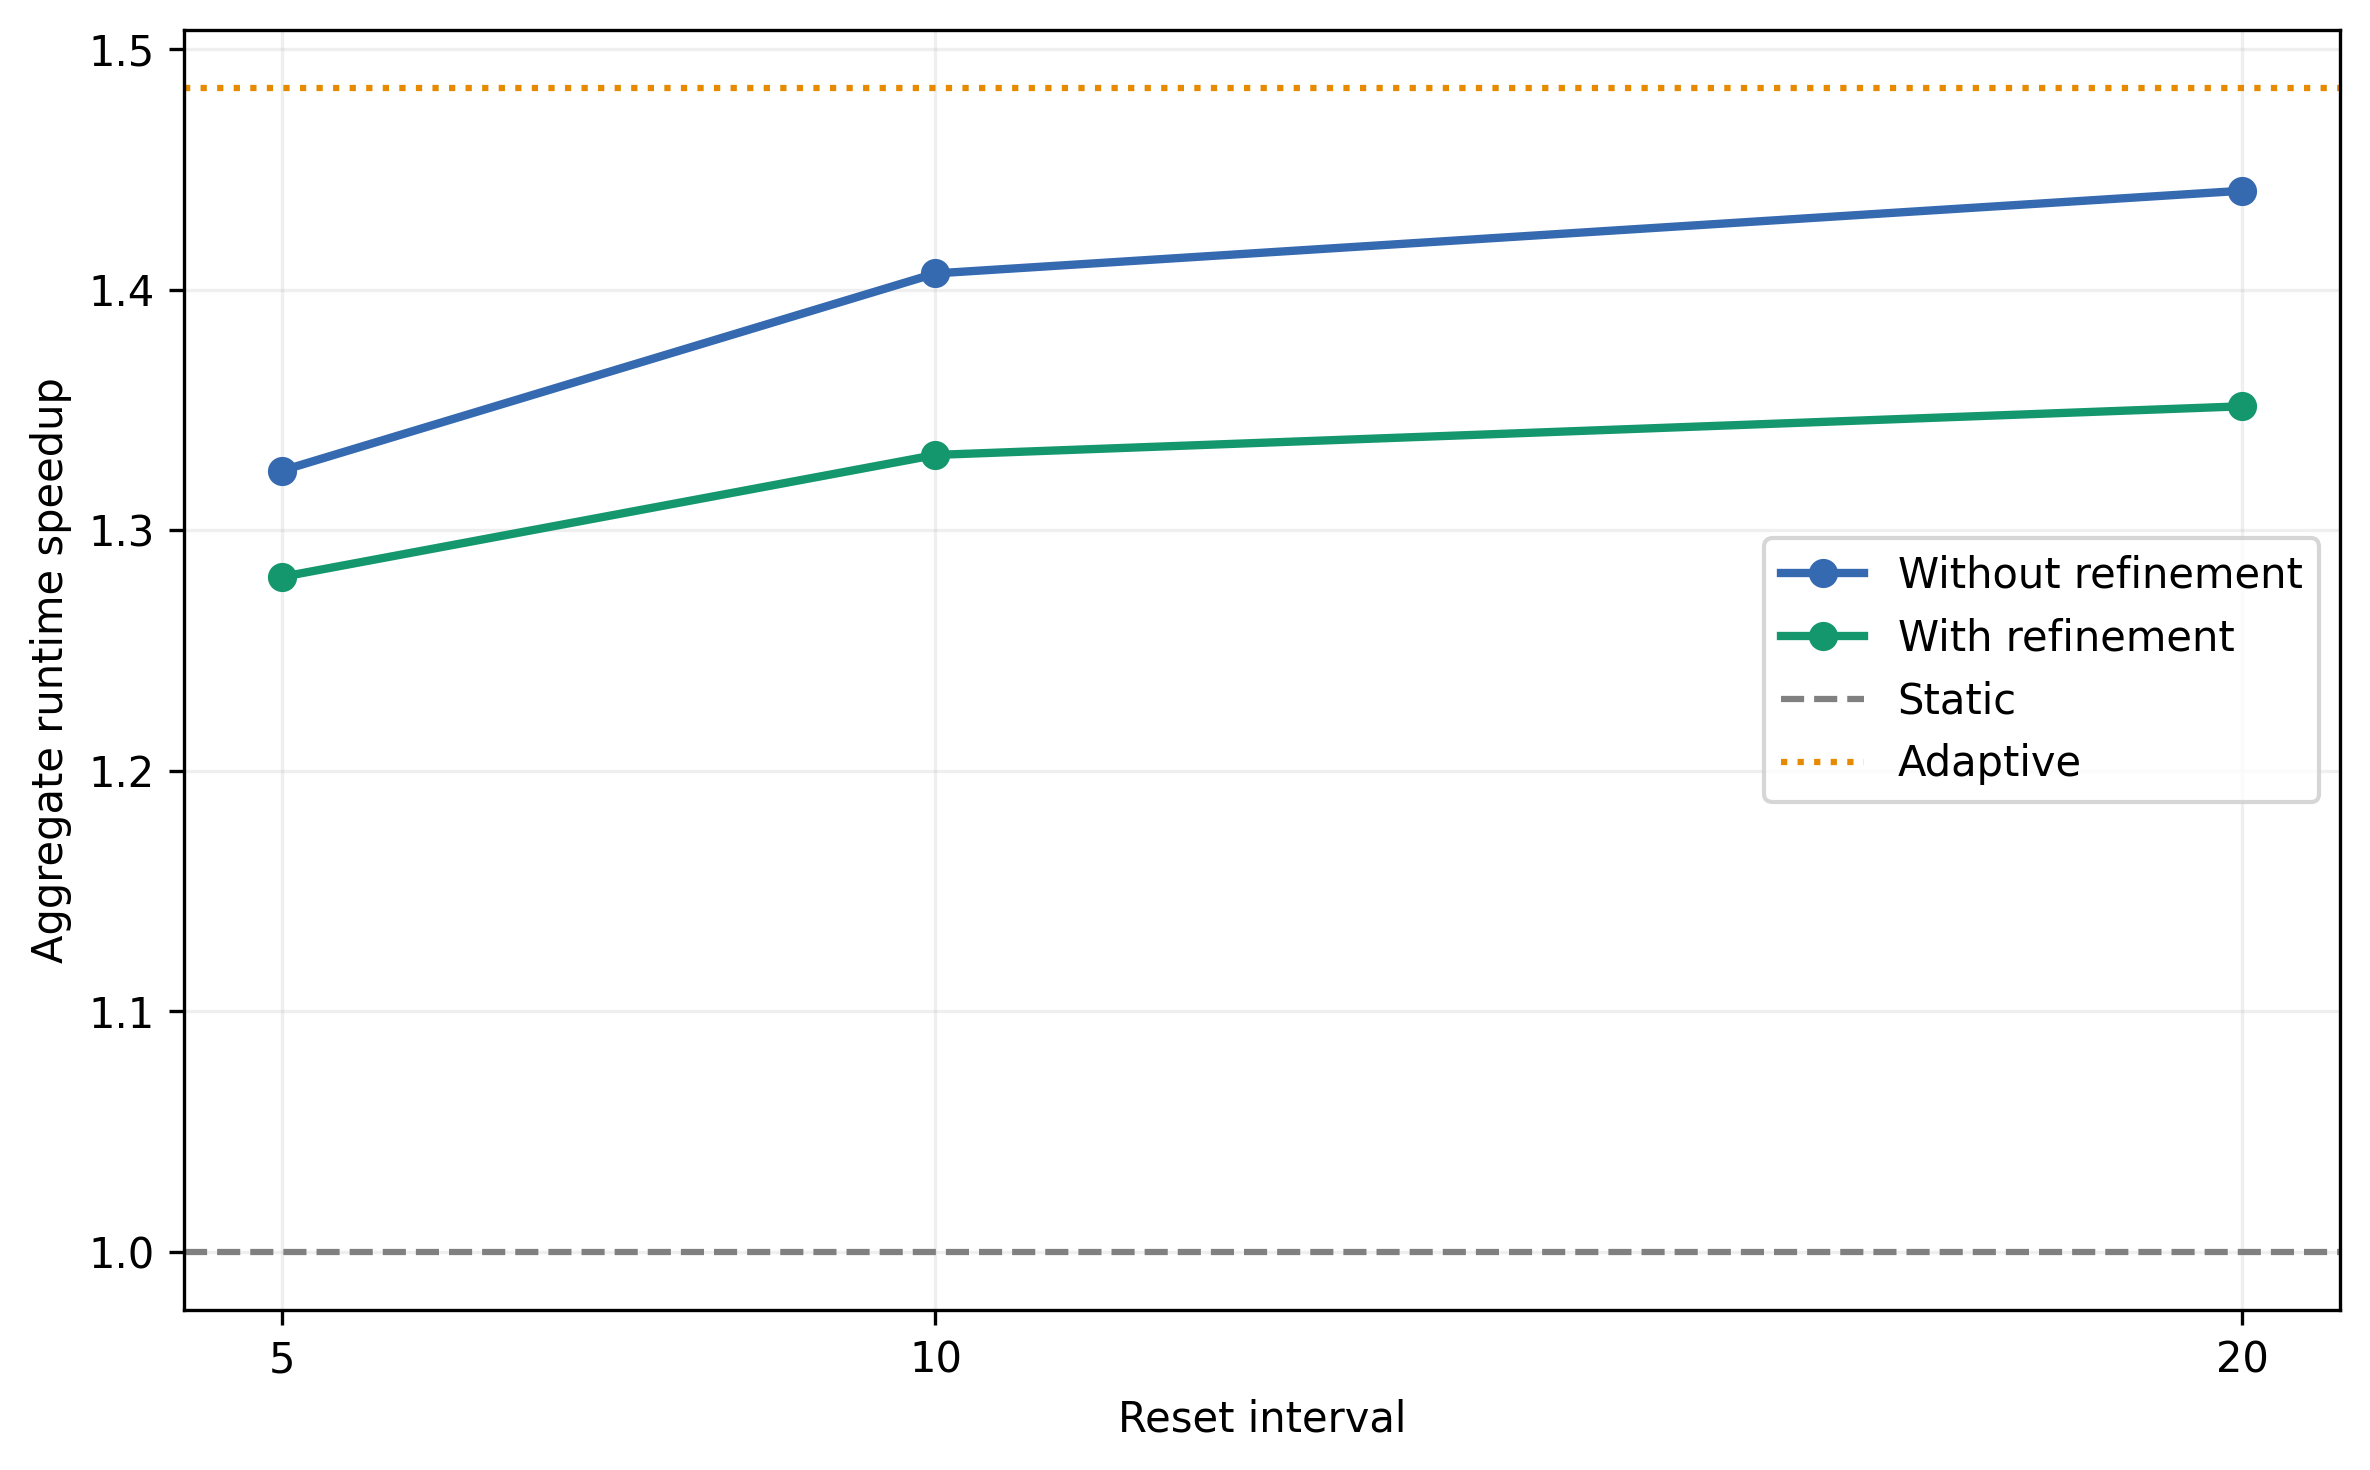 1.5
1.4
1.3
1.2
1.1
1.0
Aggregate runtime speedup
Without refinement
With refinement
Static
Adaptive
5 10 20
Reset interval